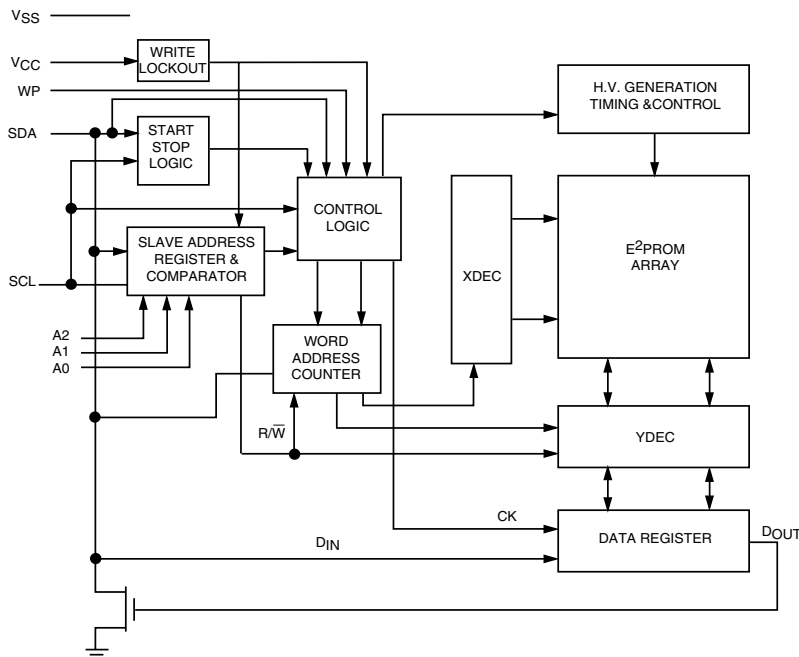 VSS
VCC
WRITE
LOCKOUT
WP
SDA
START
STOP
LOGIC
H.V. GENERATION
TIMING &CONTROL
CONTROL
LOGIC
SLAVE ADDRESS
REGISTER &
COMPARATOR
SCL
XDEC
E²PROM
ARRAY
A2
A1
A0
WORD
ADDRESS
COUNTER
R/W̅
YDEC
CK
DIN
DATA REGISTER
DOUT